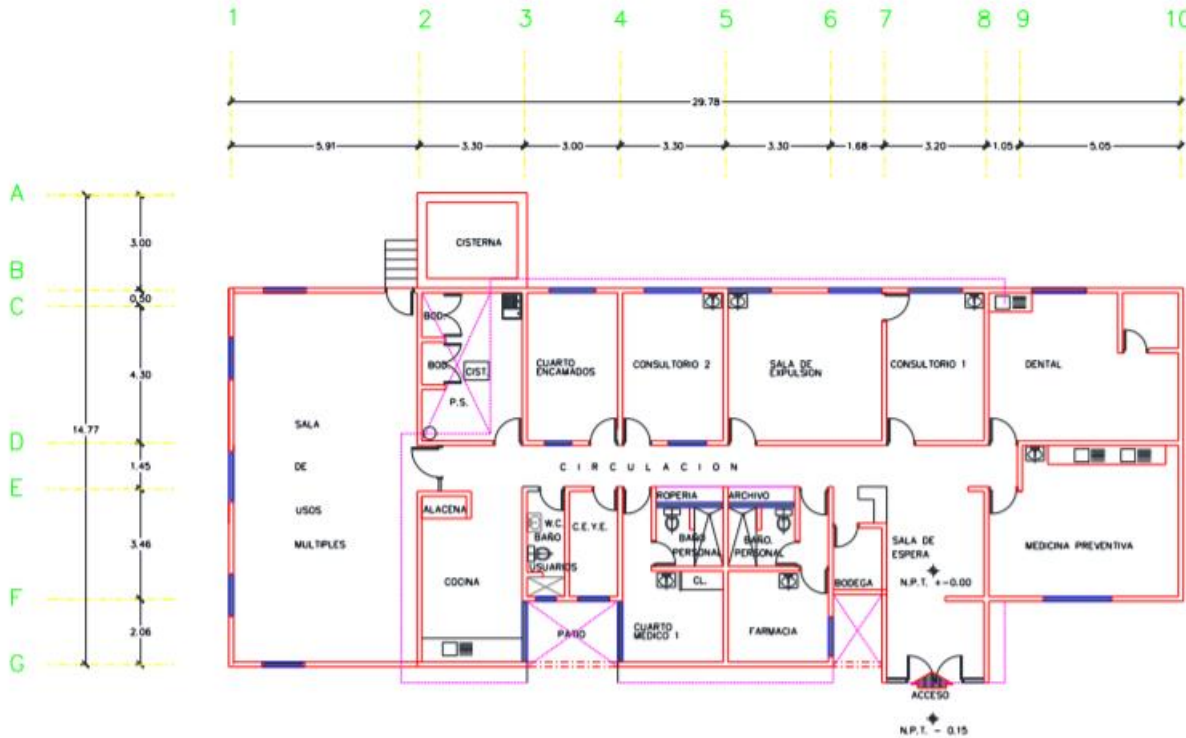 1 2 3 4 5 6 7 8 9 10
29.78
5.91 3.30 3.00 3.30 3.30 1.68 3.20 1.05 5.05
A
3.00
CISTERNA
B
0.50
C
BOD.
BOD.
CIST.
CUARTO
ENCAMADOS
CONSULTORIO 2
SALA DE
EXPULSION
CONSULTORIO 1
DENTAL
4.30
P.S.
SALA
14.77
D
1.45
DE
C I R C U L A C I O N
E
ROPERIA
ARCHIVO
ALACENA
USOS
W.C.
BAÑO
USUARIOS
C.E.Y.E.
BAÑO
PERSONAL
BAÑO.
PERSONAL
SALA DE
ESPERA
MULTIPLES
MEDICINA PREVENTIVA
3.46
COCINA
CL.
BODEGA
N.P.T. +-0.00
F
CUARTO
MEDICO 1
PATIO
FARMACIA
2.06
G
ACCESO
N.P.T. - 0.15